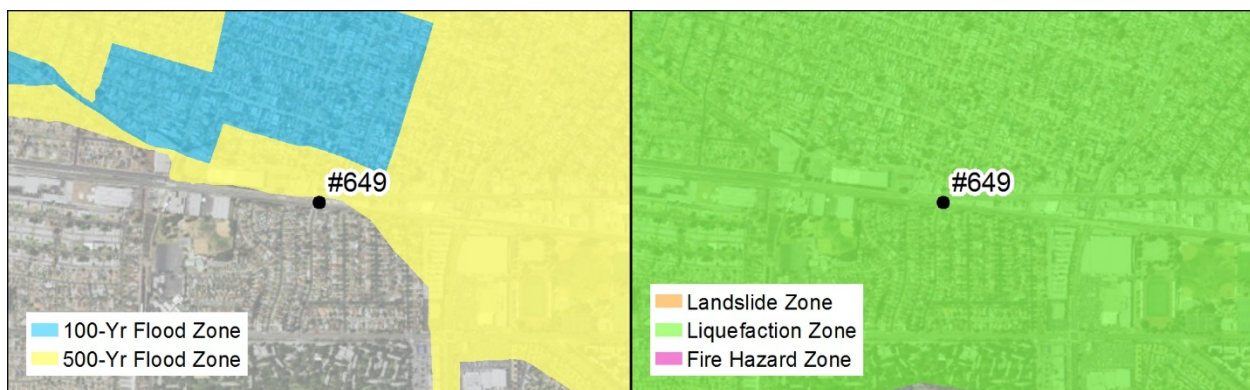 #649
100-Yr Flood Zone
500-Yr Flood Zone
#649
Landslide Zone
Liquefaction Zone
Fire Hazard Zone